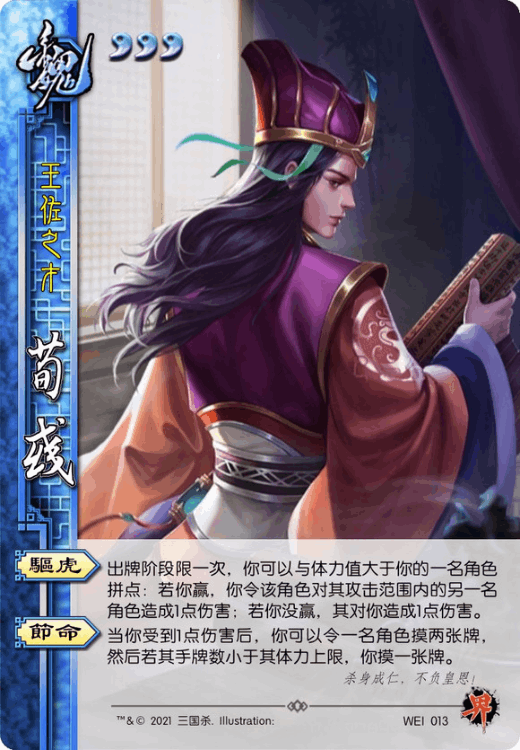 魏
王佐之才
荀彧
驅虎
出牌阶段限一次，你可以与体力值大于你的一名角色
拼点：若你赢，你令该角色对其攻击范围内的另一名
角色造成1点伤害；若你没赢，其对你造成1点伤害。
節命
当你受到1点伤害后，你可以令一名角色摸两张牌，
然后若其手牌数小于其体力上限，你摸一张牌。
杀身成仁，不负皇恩！
界
™&© 2021 三国杀. Illustration:
WEI 013